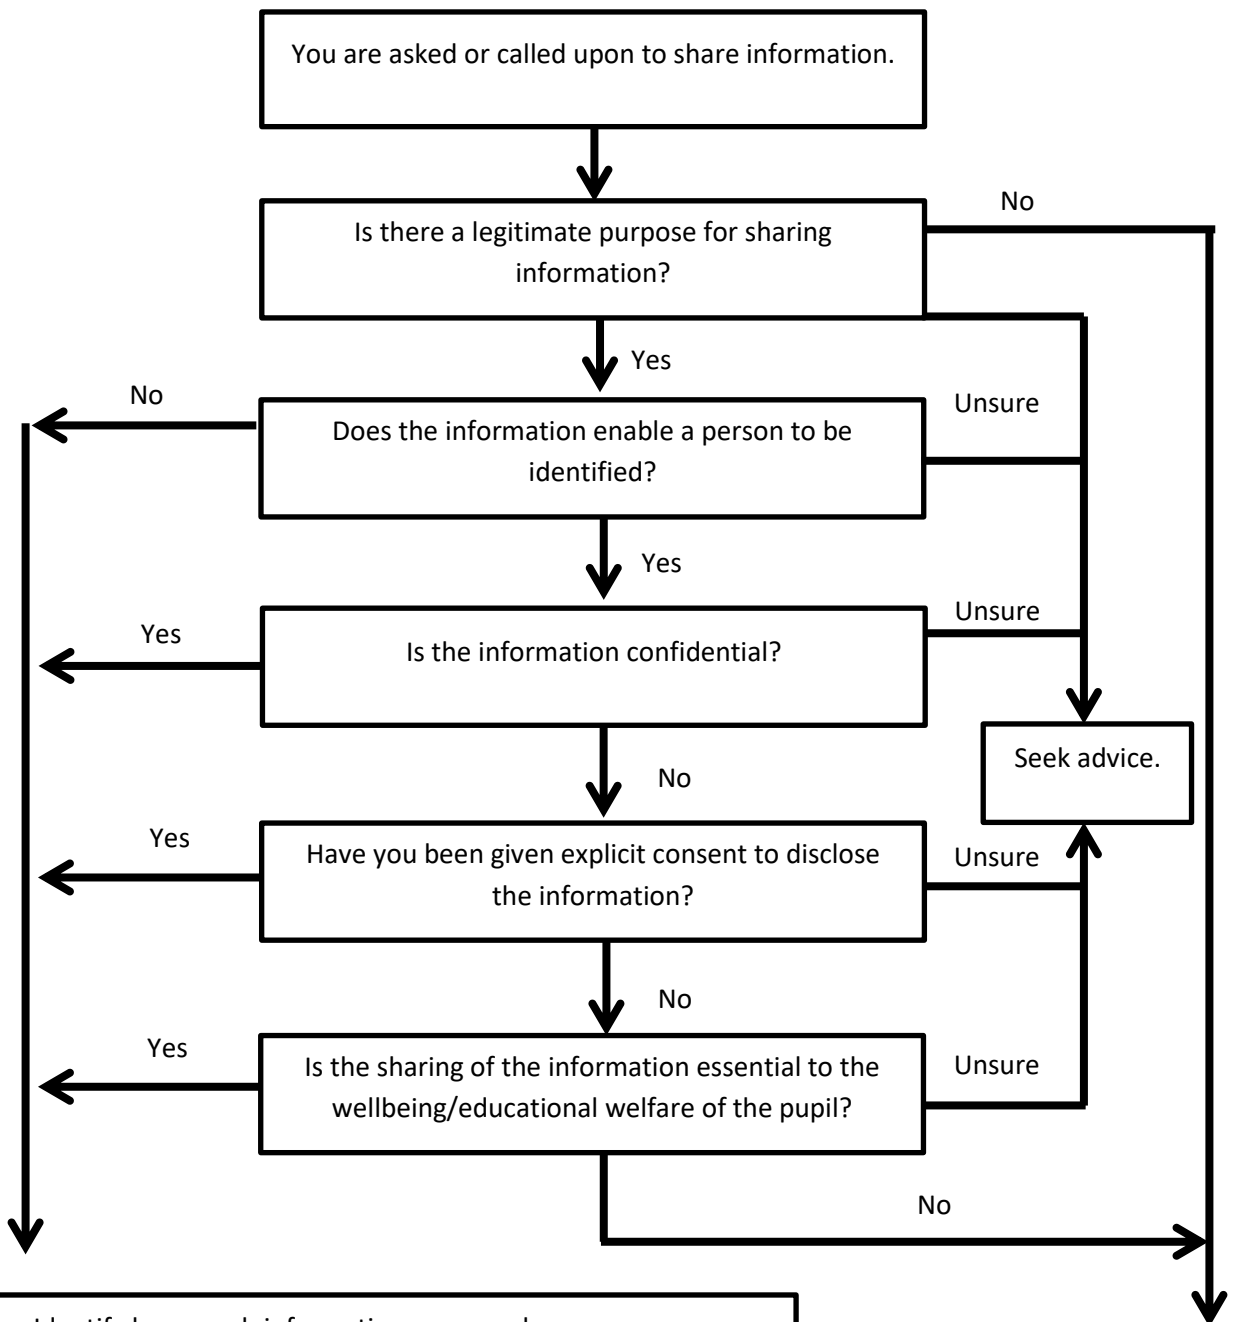 You are asked or called upon to share information.
No
Is there a legitimate purpose for sharing
information?
Yes
No
Unsure
Does the information enable a person to be
identified?
Yes
Unsure
Yes
Is the information confidential?
Seek advice.
No
Yes
Have you been given explicit consent to disclose
the information?
Unsure
No
Yes
Is the sharing of the information essential to the
wellbeing/educational welfare of the pupil?
Unsure
No